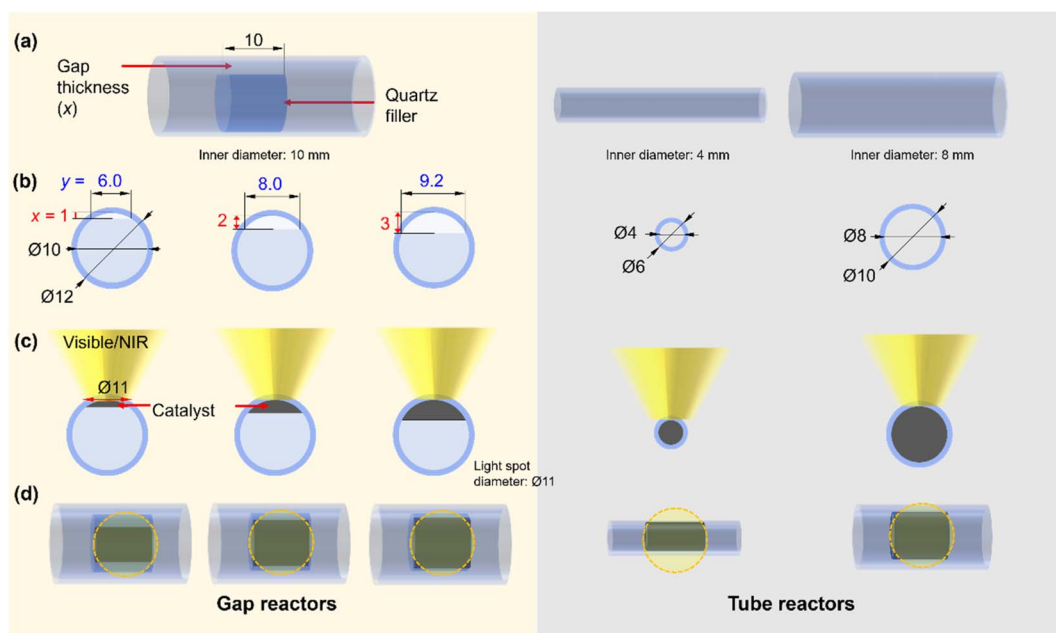 (a)
10
Gap
thickness
(x)
Quartz
filler
Inner diameter: 10 mm
Inner diameter: 4 mm
Inner diameter: 8 mm
(b)
y = 6.0
8.0
9.2
x = 1
2
3
Ø10
Ø12
Ø4
Ø6
Ø8
Ø10
(c)
Visible/NIR
Ø11
Catalyst
Light spot
diameter: Ø11
(d)
Gap reactors
Tube reactors